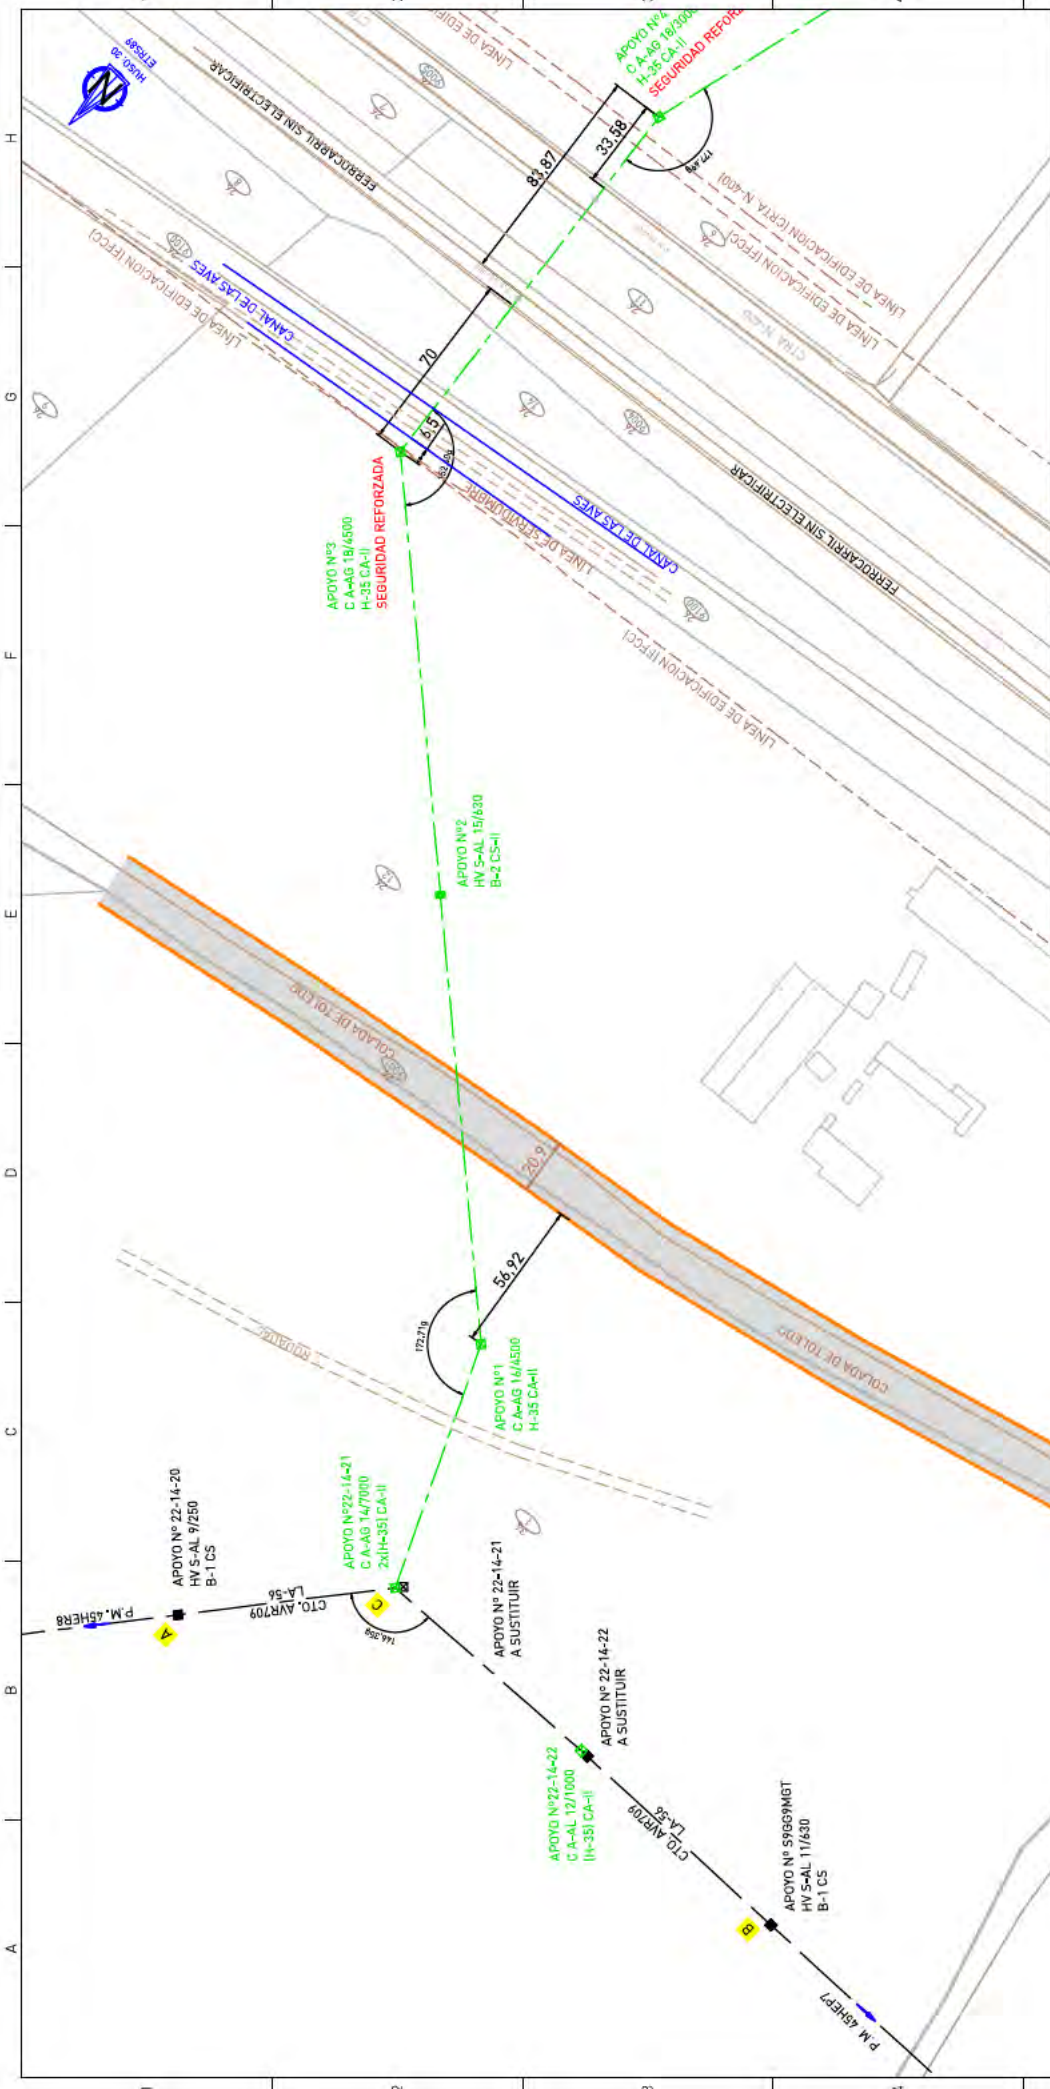 H
G
F
E
D
C
B
A
N
HUSO: 30
ETRS89
LINEA DE EDIFICACION (FFCC)
FERROCARRIL SIN ELECTRIFICAR
CANAL DE LAS AVES
APOYO Nº4
C A-AG 18/3000
H-35 CA-II
SEGURIDAD REFORZADA
83,87
33,58
LINEA DE EDIFICACION (CRTA. N-400)
LINEA DE EDIFICACION (FFCC)
CTRA. N-400
70
6,5
APOYO Nº3
C A-AG 18/4500
H-35 CA-II
SEGURIDAD REFORZADA
LINEA DE SERVIDUMBRE
CANAL DE LAS AVES
FERROCARRIL SIN ELECTRIFICAR
LINEA DE EDIFICACION (FFCC)
APOYO Nº2
HV S-AL 15/630
B-2 CS-II
COLADA DE TOLEDO
20,9
56,92
172,71g
APOYO Nº1
C A-AG 16/4500
H-35 CA-II
COLADA DE TOLEDO
APOYO Nº 22-14-20
HV S-AL 9/250
B-1 CS
APOYO Nº22-14-21
C A-AG 14/7000
2x(H-35) CA-II
P.M. 45HER8
A
CTO. AVR709
LA-56
C
146,35g
APOYO Nº 22-14-21
A SUSTITUIR
APOYO Nº 22-14-22
A SUSTITUIR
APOYO Nº22-14-22
C A-AL 12/1000
(H-35) CA-II
CTO. AVR709
LA-56
B
APOYO Nº S9GG9MGT
HV S-AL 11/630
B-1 CS
P.M. 45HEP7